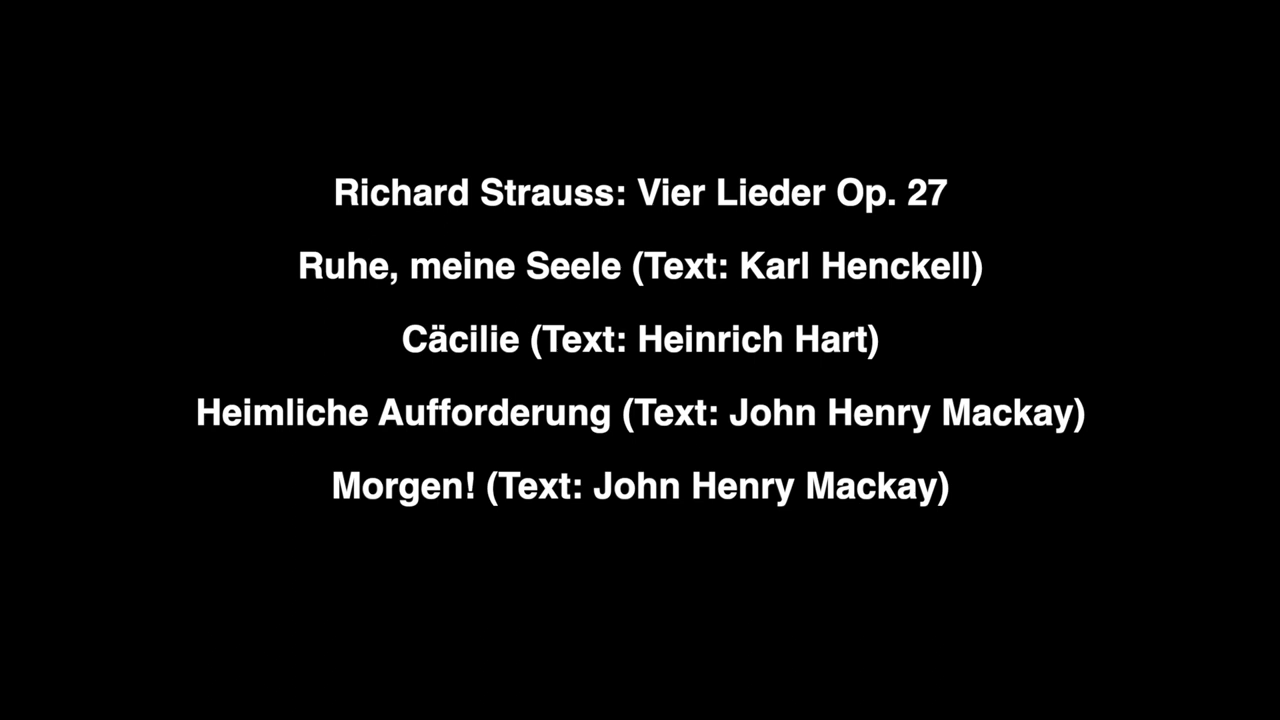 Richard Strauss: Vier Lieder Op. 27
Ruhe, meine Seele (Text: Karl Henckell)
Cäcilie (Text: Heinrich Hart)
Heimliche Aufforderung (Text: John Henry Mackay)
Morgen! (Text: John Henry Mackay)